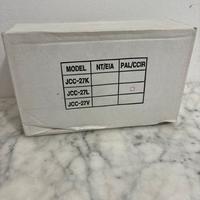 MODEL NT/EIA PAL/CCIR
JCC-27K
JCC-27L
JCC-27V